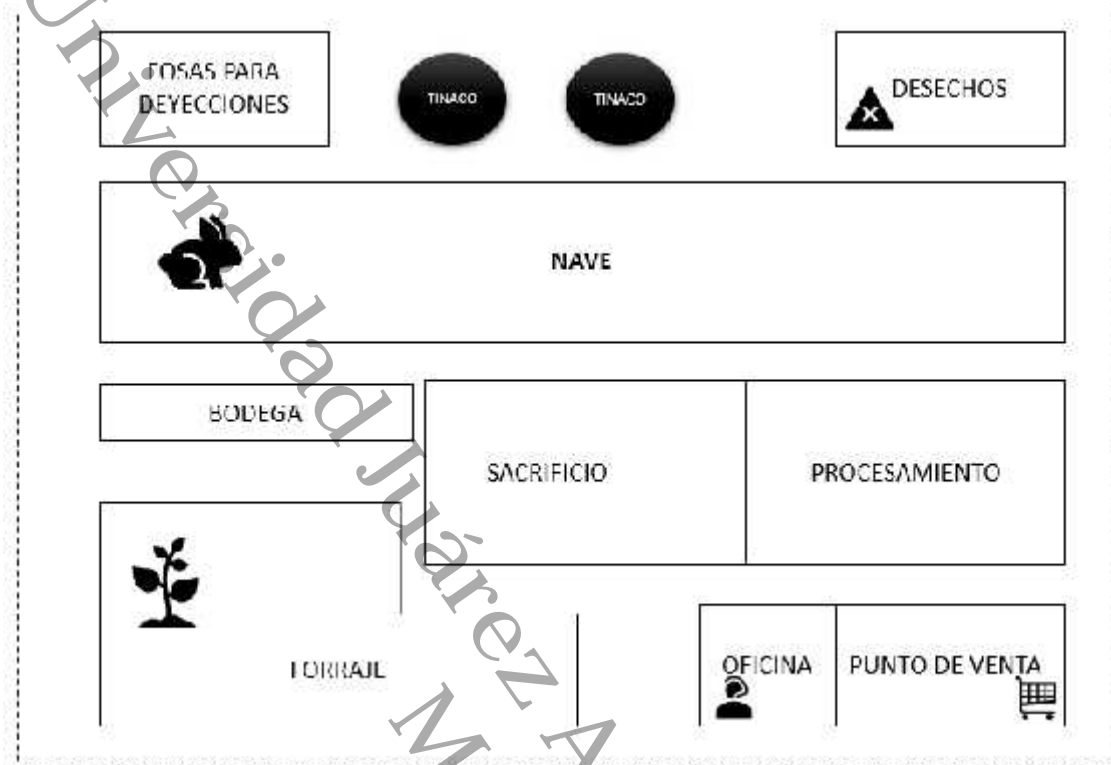 FOSAS PARA
DEYECCIONES
TINACO
TINACO
DESECHOS
NAVE
BODEGA
SACRIFICIO
PROCESAMIENTO
FORRAJE
OFICINA
PUNTO DE VENTA
Universidad Juárez A
M